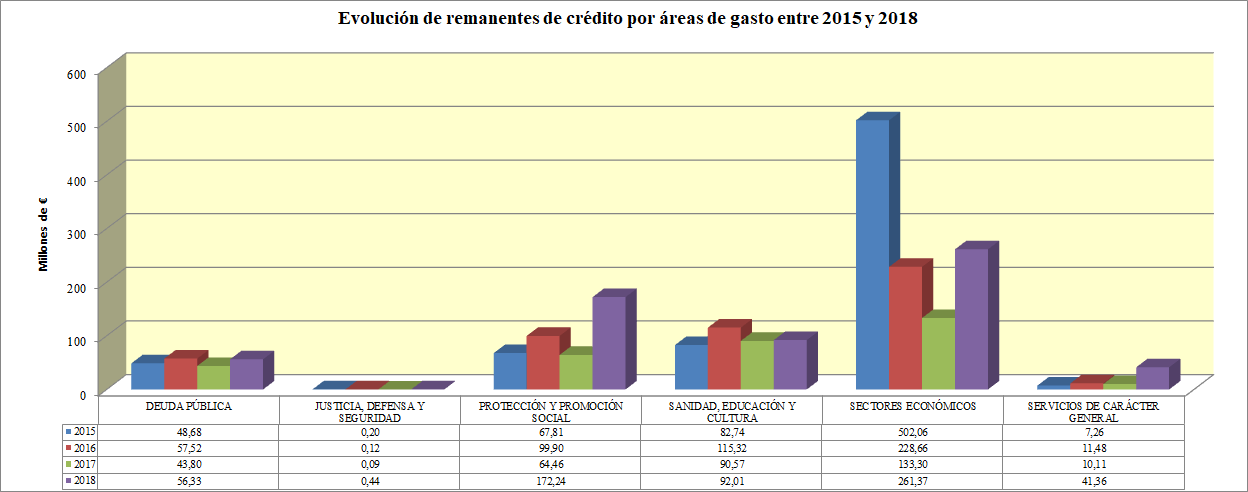 Evolución de remanentes de crédito por áreas de gasto entre 2015 y 2018
600
500
400
300
200
100
0
Millones de €
DEUDA PÚBLICA
JUSTICIA, DEFENSA Y
SEGURIDAD
PROTECCIÓN Y PROMOCIÓN
SOCIAL
SANIDAD, EDUCACIÓN Y
CULTURA
SECTORES ECONÓMICOS
SERVICIOS DE CARÁCTER
GENERAL
2015 48,68 0,20 67,81 82,74 502,06 7,26
2016 57,52 0,12 99,90 115,32 228,66 11,48
2017 43,80 0,09 64,46 90,57 133,30 10,11
2018 56,33 0,44 172,24 92,01 261,37 41,36